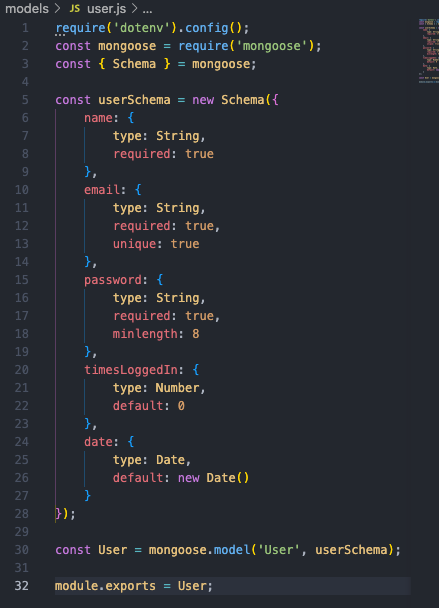 models > JS user.js > ...
1 require('dotenv').config();
2 const mongoose = require('mongoose');
3 const { Schema } = mongoose;
4
5 const userSchema = new Schema({
6     name: {
7         type: String,
8         required: true
9     },
10     email: {
11         type: String,
12         required: true,
13         unique: true
14     },
15     password: {
16         type: String,
17         required: true,
18         minlength: 8
19     },
20     timesLoggedIn: {
21         type: Number,
22         default: 0
23     },
24     date: {
25         type: Date,
26         default: new Date()
27     }
28 });
29
30 const User = mongoose.model('User', userSchema);
31
32 module.exports = User;